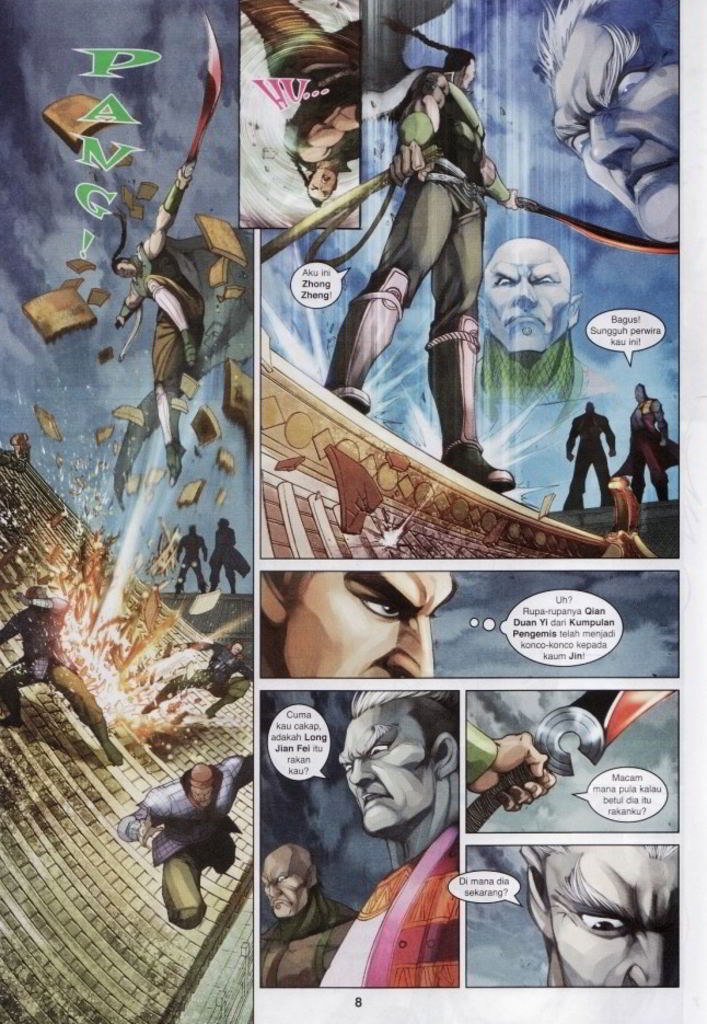 PANG!
HU...
Aku ini
Zhong
Zheng!
Bagus!
Sungguh perwira
kau ini!
Uh?
Rupa-rupanya Qian
Duan Yi dari Kumpulan
Pengemis telah menjadi
konco-konco kepada
kaum Jin!
Cuma
kau cakap,
adakah Long
Jian Fei itu
rakan
kau?
Macam
mana pula kalau
betul dia itu
rakanku?
Di mana dia
sekarang?
8